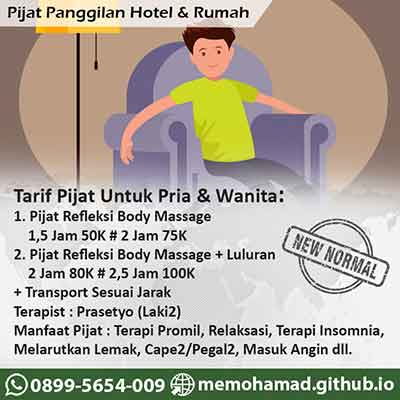 Pijat Panggilan Hotel & Rumah
Tarif Pijat Untuk Pria & Wanita:
1. Pijat Refleksi Body Massage
1,5 Jam 50K # 2 Jam 75K
2. Pijat Refleksi Body Massage + Luluran
2 Jam 80K # 2,5 Jam 100K
+ Transport Sesuai Jarak
Terapist : Prasetyo (Laki2)
Manfaat Pijat : Terapi Promil, Relaksasi, Terapi Insomnia,
Melarutkan Lemak, Cape2/Pegal2, Masuk Angin dll.
NEW NORMAL
0899-5654-009 memohamad.github.io